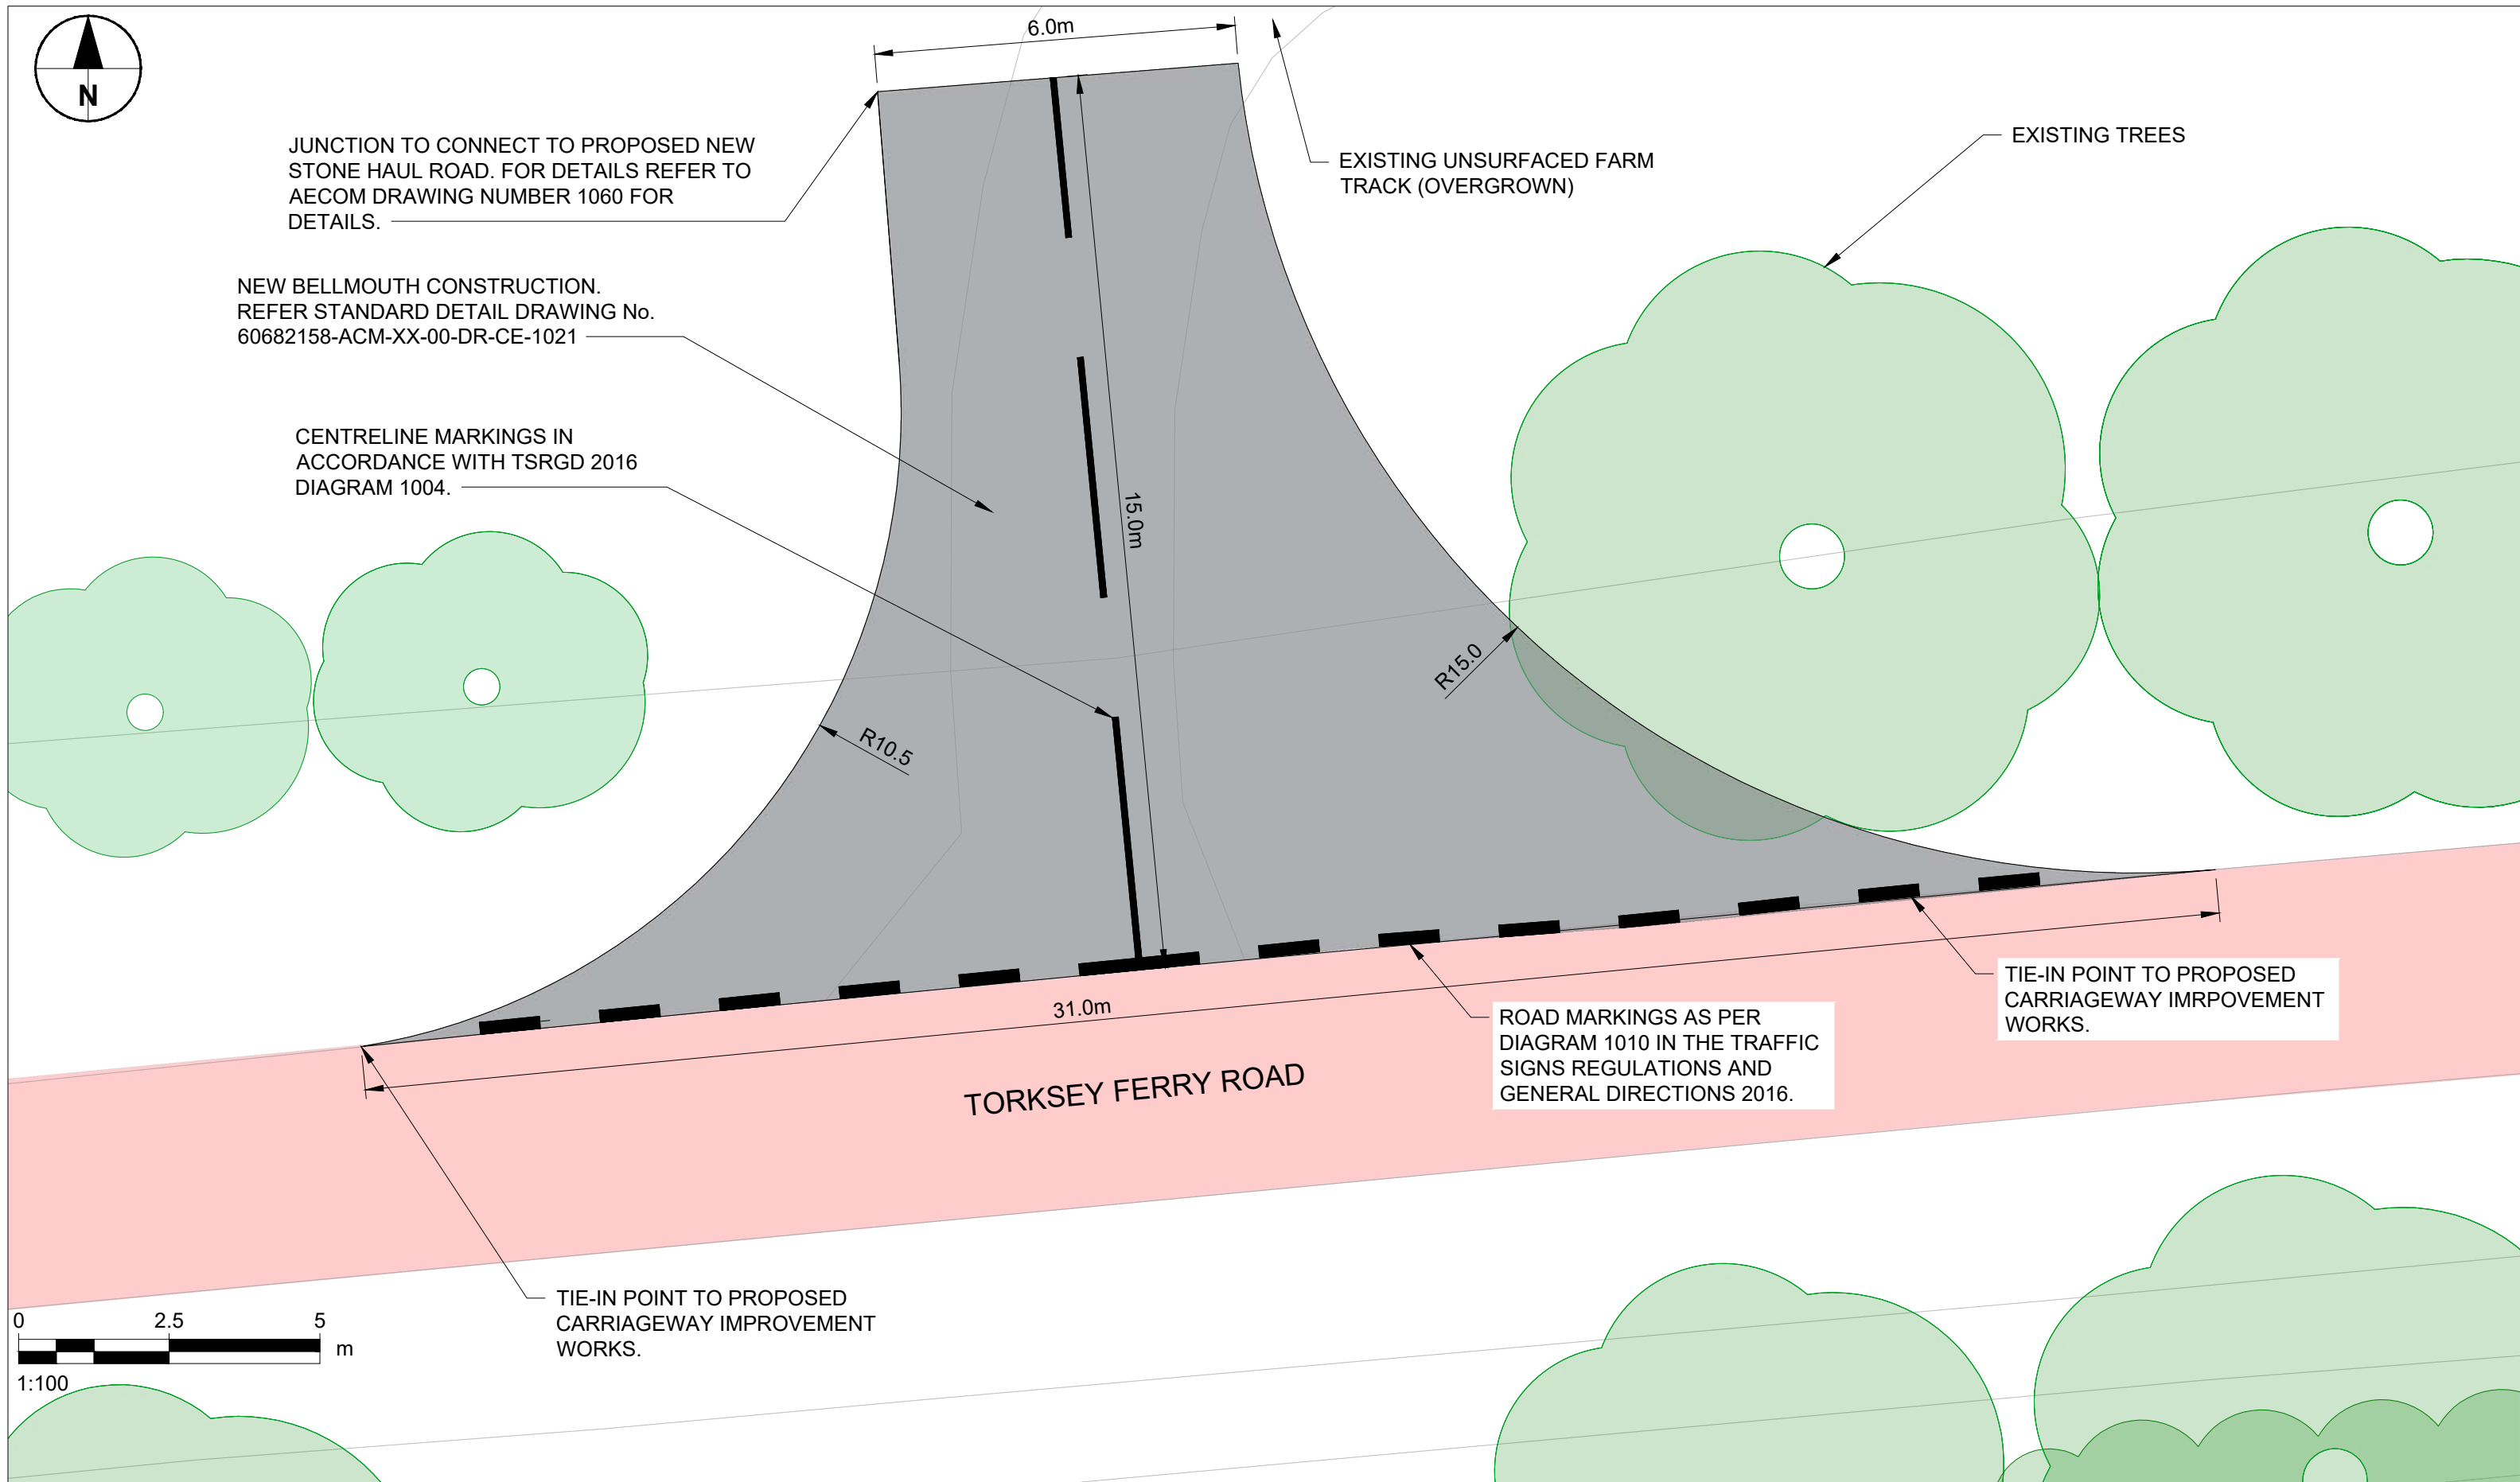 N
6.0m
JUNCTION TO CONNECT TO PROPOSED NEW
STONE HAUL ROAD. FOR DETAILS REFER TO
AECOM DRAWING NUMBER 1060 FOR
DETAILS.
EXISTING UNSURFACED FARM
TRACK (OVERGROWN)
EXISTING TREES
NEW BELLMOUTH CONSTRUCTION.
REFER STANDARD DETAIL DRAWING No.
60682158-ACM-XX-00-DR-CE-1021
CENTRELINE MARKINGS IN
ACCORDANCE WITH TSRGD 2016
DIAGRAM 1004.
15.0m
R15.0
R10.5
31.0m
TORKSEY FERRY ROAD
ROAD MARKINGS AS PER
DIAGRAM 1010 IN THE TRAFFIC
SIGNS REGULATIONS AND
GENERAL DIRECTIONS 2016.
TIE-IN POINT TO PROPOSED
CARRIAGEWAY IMRPOVEMENT
WORKS.
TIE-IN POINT TO PROPOSED
CARRIAGEWAY IMPROVEMENT
WORKS.
0 2.5 5
m
1:100